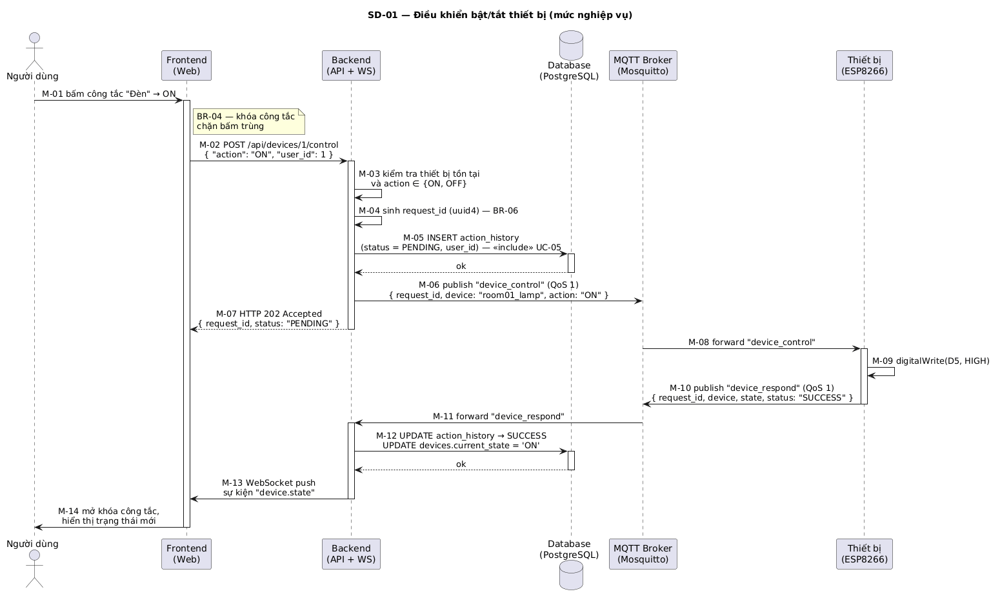 SD-01 — Điều khiển bật/tắt thiết bị (mức nghiệp vụ)
Người dùng
Frontend
(Web)
Backend
(API + WS)
Database
(PostgreSQL)
MQTT Broker
(Mosquitto)
Thiết bị
(ESP8266)
M-01 bấm công tắc "Đèn" → ON
BR-04 — khóa công tắc
chặn bấm trùng
M-02 POST /api/devices/1/control
{ "action": "ON", "user_id": 1 }
M-03 kiểm tra thiết bị tồn tại
và action ∈ {ON, OFF}
M-04 sinh request_id (uuid4) — BR-06
M-05 INSERT action_history
(status = PENDING, user_id) — «include» UC-05
ok
M-06 publish "device_control" (QoS 1)
{ request_id, device: "room01_lamp", action: "ON" }
M-07 HTTP 202 Accepted
{ request_id, status: "PENDING" }
M-08 forward "device_control"
M-09 digitalWrite(D5, HIGH)
M-10 publish "device_respond" (QoS 1)
{ request_id, device, state, status: "SUCCESS" }
M-11 forward "device_respond"
M-12 UPDATE action_history → SUCCESS
UPDATE devices.current_state = 'ON'
ok
M-13 WebSocket push
sự kiện "device.state"
M-14 mở khóa công tắc,
hiển thị trạng thái mới
Người dùng
Frontend
(Web)
Backend
(API + WS)
Database
(PostgreSQL)
MQTT Broker
(Mosquitto)
Thiết bị
(ESP8266)